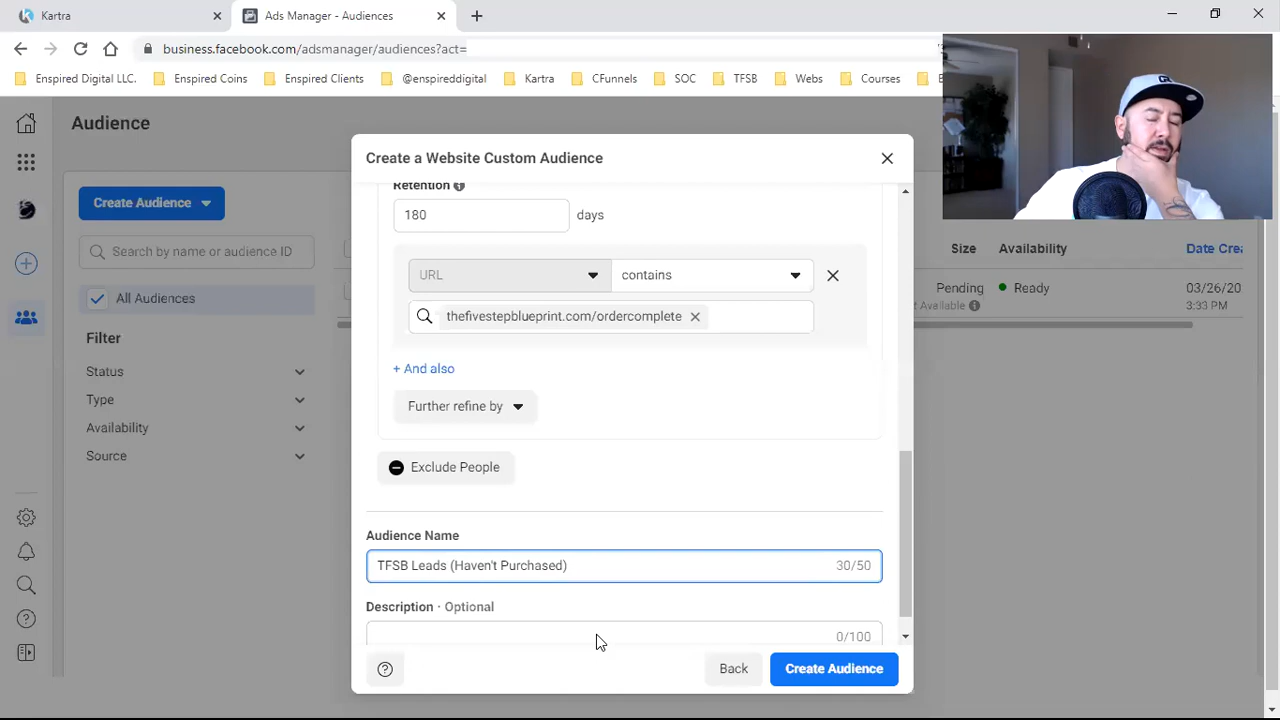 Kartra
Ads Manager - Audiences
business.facebook.com/adsmanager/audiences?act=
Enspired Digital LLC.
Enspired Coins
Enspired Clients
@enspireddigital
Kartra
CFunnels
SOC
TFSB
Webs
Courses
Audience
Create Audience
Search by name or audience ID
All Audiences
Filter
Status
Type
Availability
Source
Create a Website Custom Audience
Retention
180 days
URL contains
thefivestepblueprint.com/ordercomplete
+ And also
Further refine by
Exclude People
Audience Name
TFSB Leads (Haven't Purchased) 30/50
Description · Optional
0/100
Back
Create Audience
Size Availability Date Crea
Pending Ready 03/26/20
Available 3:33 PM